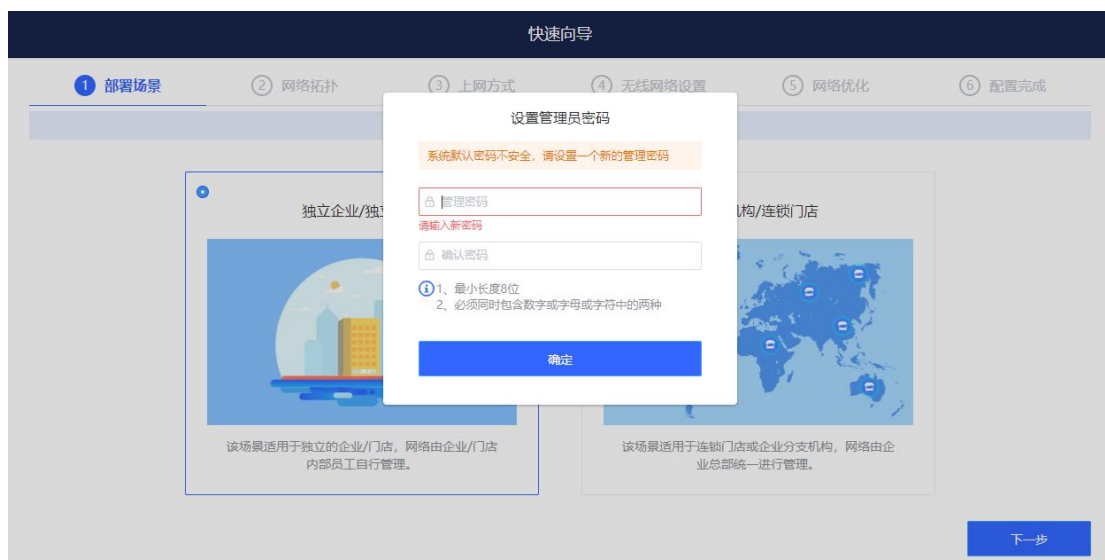 快速向导
1 部署场景
2 网络拓扑
3 上网方式
4 无线网络设置
5 网络优化
6 配置完成
设置管理员密码
系统默认密码不安全，请设置一个新的管理密码
管理密码
请输入新密码
确认密码
1、最小长度8位
2、必须同时包含数字或字母或字符中的两种
确定
独立企业/独
构/连锁门店
该场景适用于独立的企业/门店，网络由企业/门店
内部员工自行管理。
该场景适用于连锁门店或企业分支机构，网络由企
业总部统一进行管理。
下一步